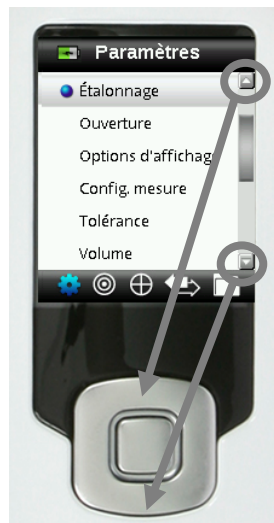 Paramètres
Étalonnage
Ouverture
Options d'affichag
Config. mesure
Tolérance
Volume